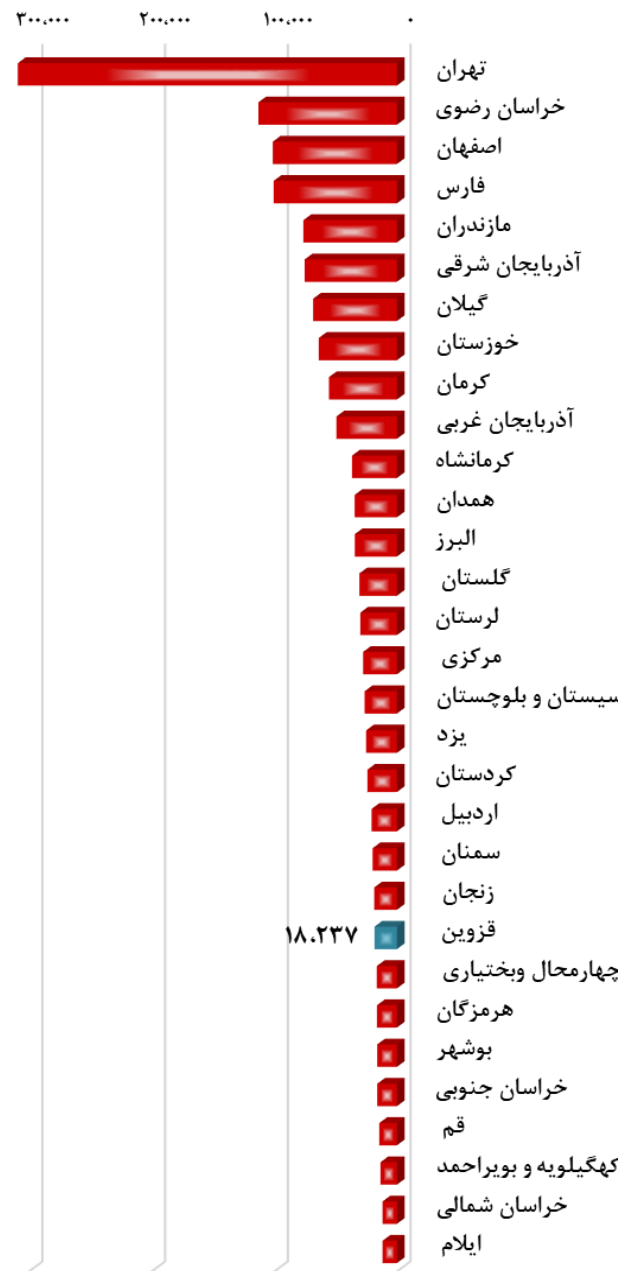 ۳۰۰،۰۰۰ ۲۰۰،۰۰۰ ۱۰۰،۰۰۰ ۰
تهران
خراسان رضوی
اصفهان
فارس
مازندران
آذربایجان شرقی
گیلان
خوزستان
کرمان
آذربایجان غربی
کرمانشاه
همدان
البرز
گلستان
لرستان
مرکزی
سیستان و بلوچستان
یزد
کردستان
اردبیل
سمنان
زنجان
قزوین ۱۸،۲۳۷
چهارمحال وبختیاری
هرمزگان
بوشهر
خراسان جنوبی
قم
کهگیلویه و بویراحمد
خراسان شمالی
ایلام